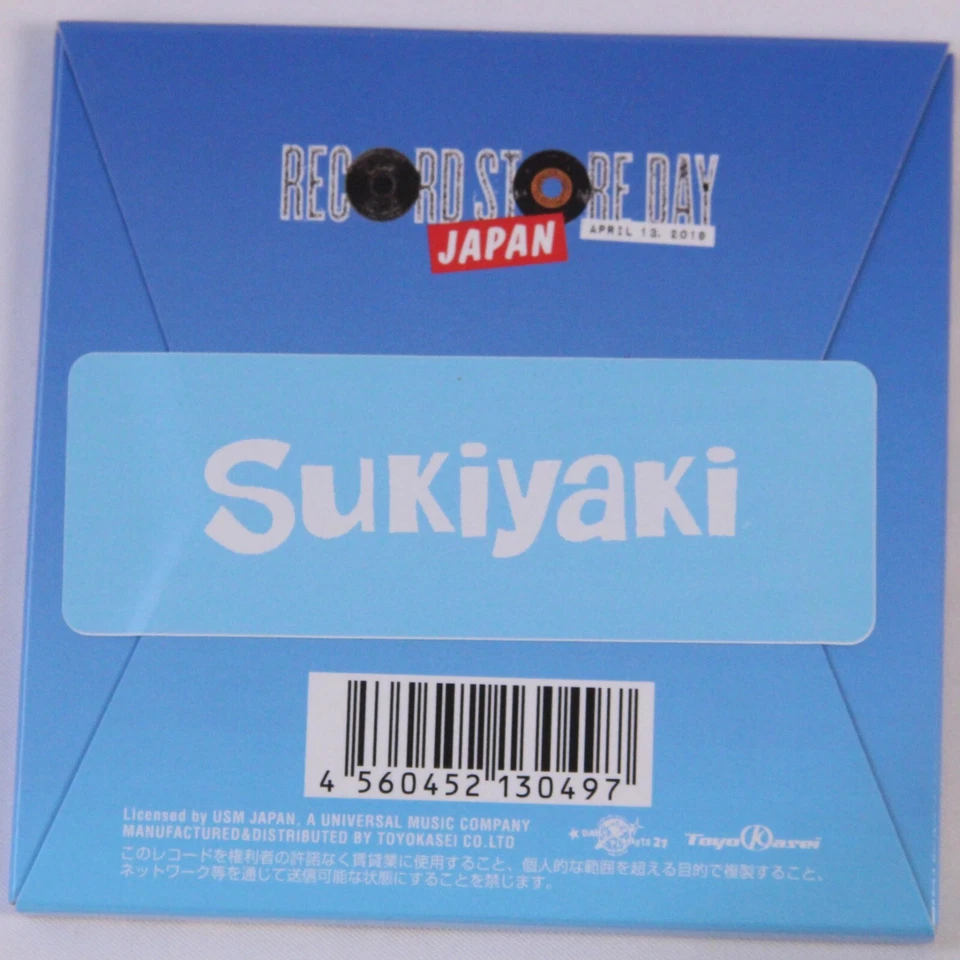 RECORD STORE DAY
JAPAN
APRIL 13. 2019
Sukiyaki
4 560452 130497
Licensed by USM JAPAN, A UNIVERSAL MUSIC COMPANY
MANUFACTURED&DISTRIBUTED BY TOYOKASEI CO.LTD
ToyoKasei
このレコードを権利者の許諾なく賃貸業に使用すること、個人的な範囲を超える目的で複製すること、
ネットワーク等を通じて送信可能な状態にすることを禁じます。